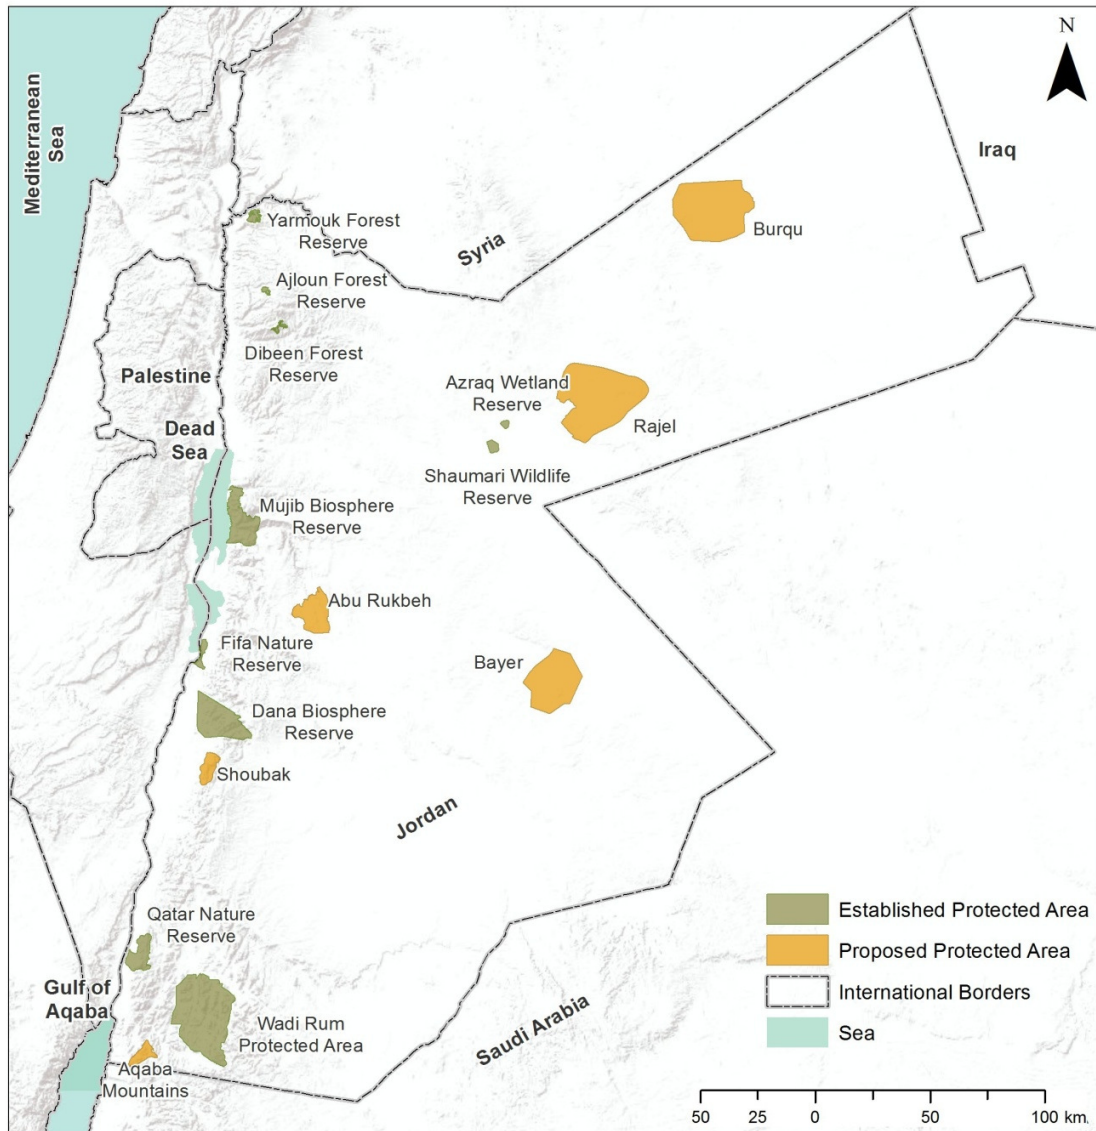 N
Mediterranean
Sea
Iraq
Yarmouk Forest
Reserve
Burqu
Syria
Ajloun Forest
Reserve
Dibeen Forest
Reserve
Palestine
Azraq Wetland
Reserve
Rajel
Dead
Sea
Shaumari Wildlife
Reserve
Mujib Biosphere
Reserve
Abu Rukbeh
Fifa Nature
Reserve
Bayer
Dana Biosphere
Reserve
Shoubak
Jordan
Qatar Nature
Reserve
Gulf of
Aqaba
Wadi Rum
Protected Area
Saudi Arabia
Aqaba
Mountains
Established Protected Area
Proposed Protected Area
International Borders
Sea
50 25 0 50 100 km.